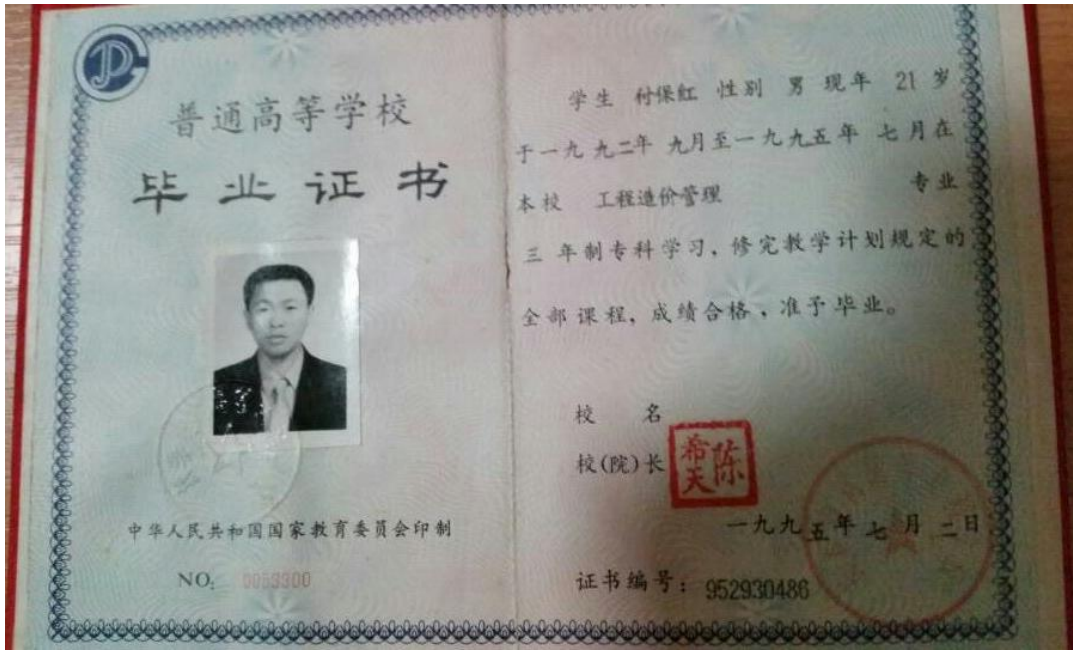 普通高等学校
毕业证书
中华人民共和国国家教育委员会印制
NO: 0053300
学生 付保红 性别 男 现年 21 岁
于一九九二年 九月至一九九五年 七月在
本校 工程造价管理 专业
三 年制专科学习，修完教学计划规定的
全部课程，成绩合格，准予毕业。
校 名
校(院)长 陈希天
一九九五年七月二日
证书编号: 952930486